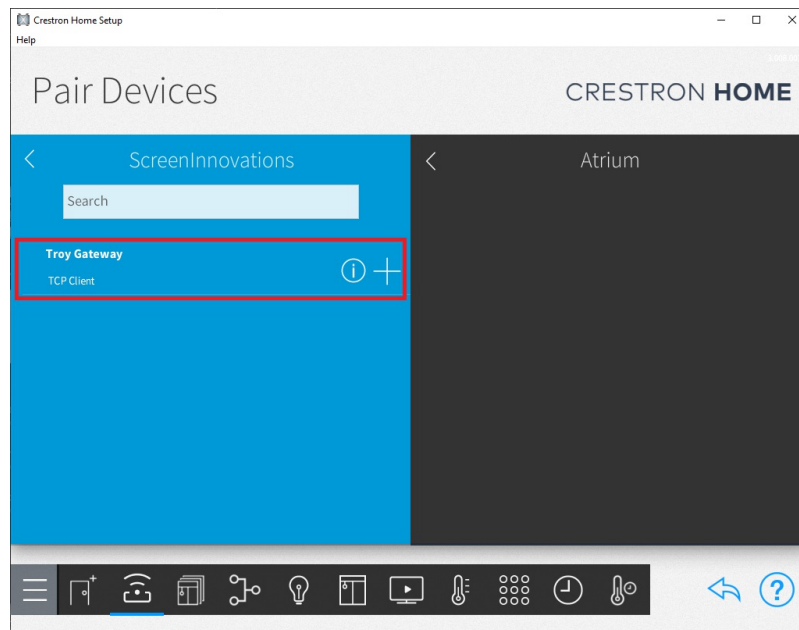 Crestron Home Setup
Help
Pair Devices
CRESTRON HOME
ScreenInnovations
Atrium
Search
Troy Gateway
TCP Client